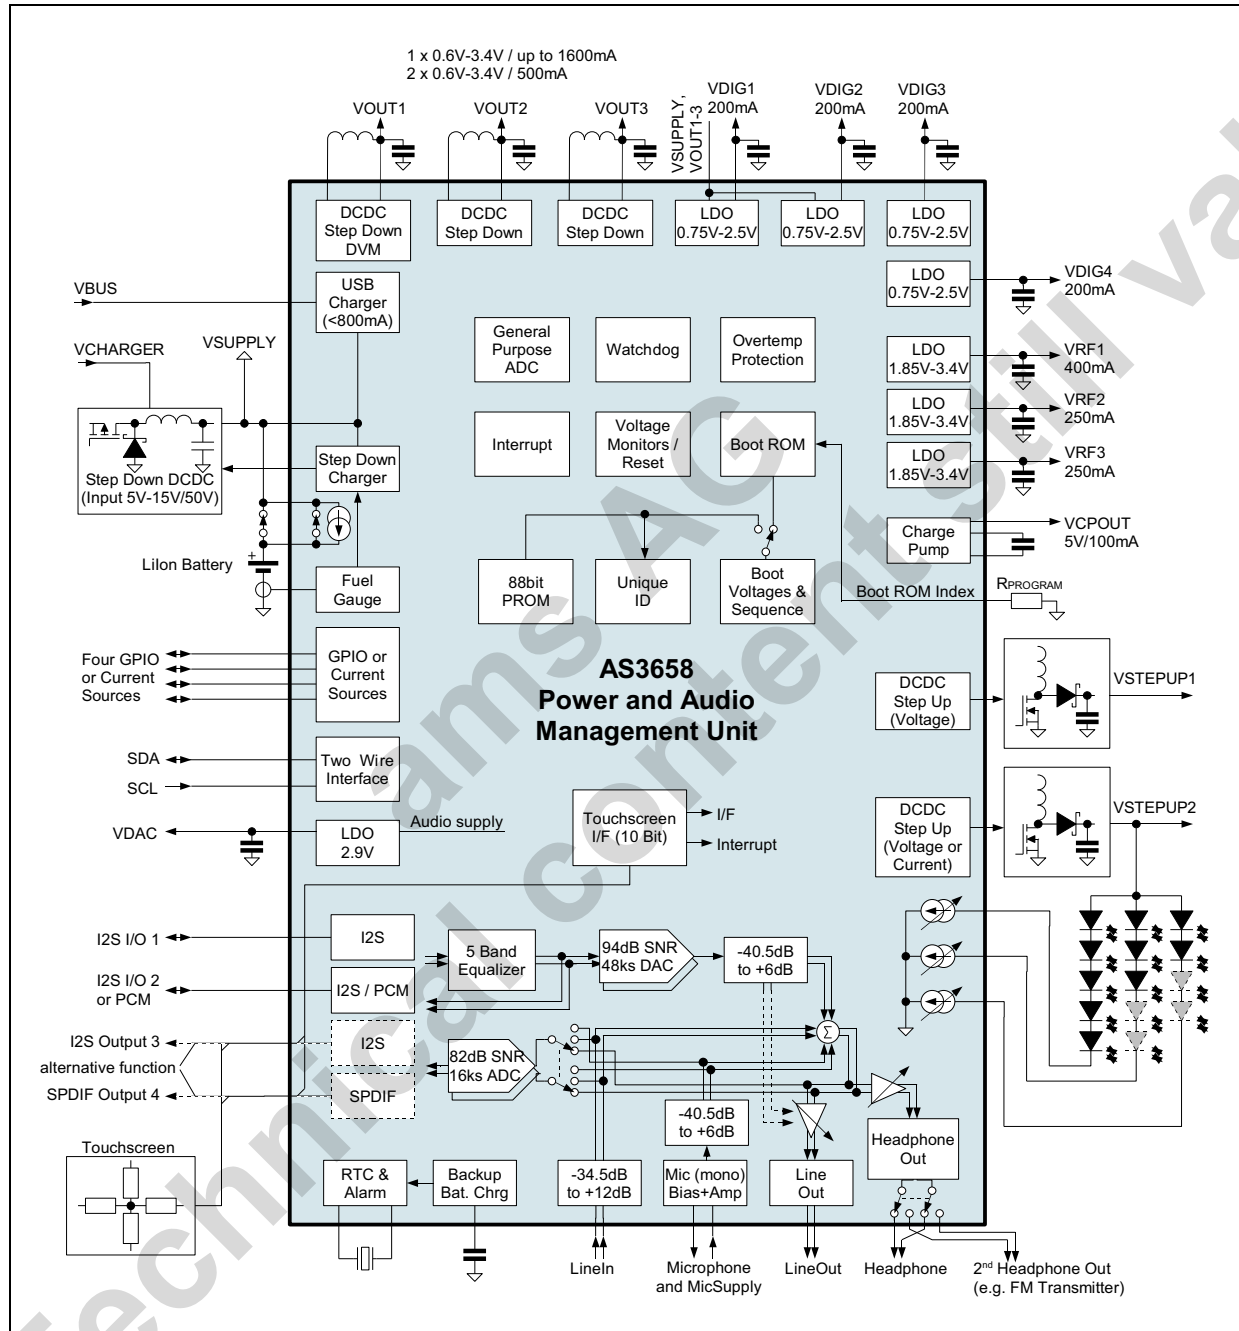 1 x 0.6V-3.4V / up to 1600mA
2 x 0.6V-3.4V / 500mA
VOUT1
VOUT2
VOUT3
VSUPPLY,
VOUT1-3
VDIG1
200mA
VDIG2
200mA
VDIG3
200mA
DCDC
Step Down
DVM
DCDC
Step Down
DCDC
Step Down
LDO
0.75V-2.5V
LDO
0.75V-2.5V
LDO
0.75V-2.5V
LDO
0.75V-2.5V
VDIG4
200mA
VBUS
USB
Charger
(<800mA)
VCHARGER
VSUPPLY
General
Purpose
ADC
Watchdog
Overtemp
Protection
LDO
1.85V-3.4V
VRF1
400mA
LDO
1.85V-3.4V
VRF2
250mA
LDO
1.85V-3.4V
VRF3
250mA
Step Down DCDC
(Input 5V-15V/50V)
Step Down
Charger
Interrupt
Voltage
Monitors /
Reset
Boot ROM
Charge
Pump
VCPOUT
5V/100mA
+
LiIon Battery
Fuel
Gauge
88bit
PROM
Unique
ID
Boot
Voltages &
Sequence
Boot ROM Index
RPROGRAM
Four GPIO
or Current
Sources
GPIO or
Current
Sources
AS3658
Power and Audio
Management Unit
DCDC
Step Up
(Voltage)
VSTEPUP1
SDA
SCL
Two Wire
Interface
VDAC
LDO
2.9V
Audio supply
Touchscreen
I/F (10 Bit)
I/F
Interrupt
DCDC
Step Up
(Voltage or
Current)
VSTEPUP2
I2S I/O 1
I2S
5 Band
Equalizer
94dB SNR
48ks DAC
-40.5dB
to +6dB
I2S I/O 2
or PCM
I2S / PCM
Σ
I2S Output 3
alternative function
SPDIF Output 4
I2S
SPDIF
82dB SNR
16ks ADC
-40.5dB
to +6dB
Headphone
Out
Touchscreen
RTC &
Alarm
Backup
Bat. Chrg
-34.5dB
to +12dB
Mic (mono)
Bias+Amp
Line
Out
LineIn
Microphone
and MicSupply
LineOut
Headphone
2nd Headphone Out
(e.g. FM Transmitter)
ams AG
Technical content still val